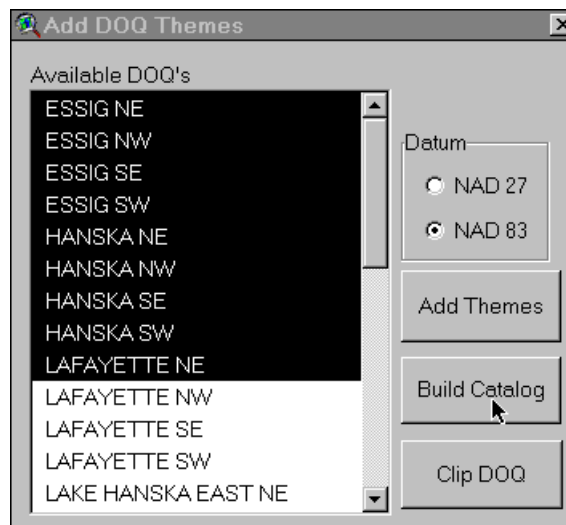 Add DOQ Themes
Available DOQ's
ESSIG NE
ESSIG NW
ESSIG SE
ESSIG SW
HANSKA NE
HANSKA NW
HANSKA SE
HANSKA SW
LAFAYETTE NE
LAFAYETTE NW
LAFAYETTE SE
LAFAYETTE SW
LAKE HANSKA EAST NE
Datum
NAD 27
NAD 83
Add Themes
Build Catalog
Clip DOQ